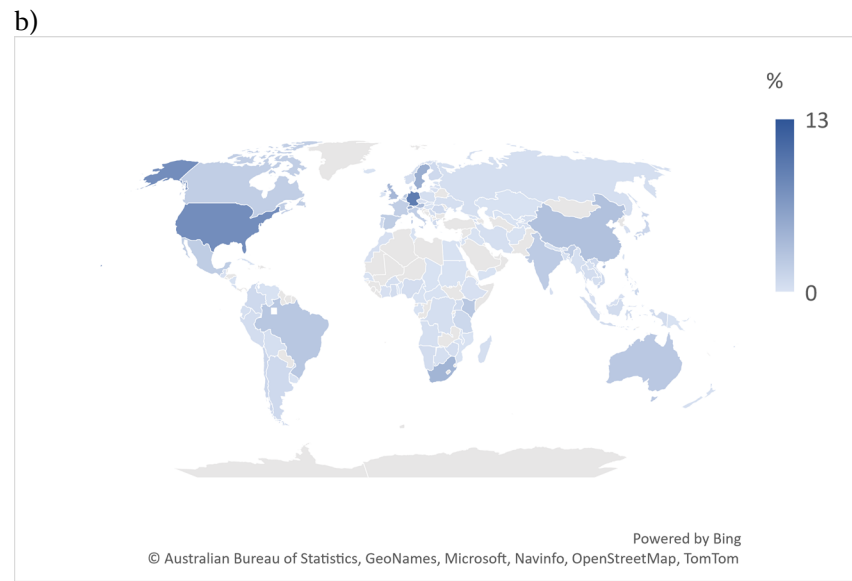 b)
%
13
0
Powered by Bing
© Australian Bureau of Statistics, GeoNames, Microsoft, Navinfo, OpenStreetMap, TomTom